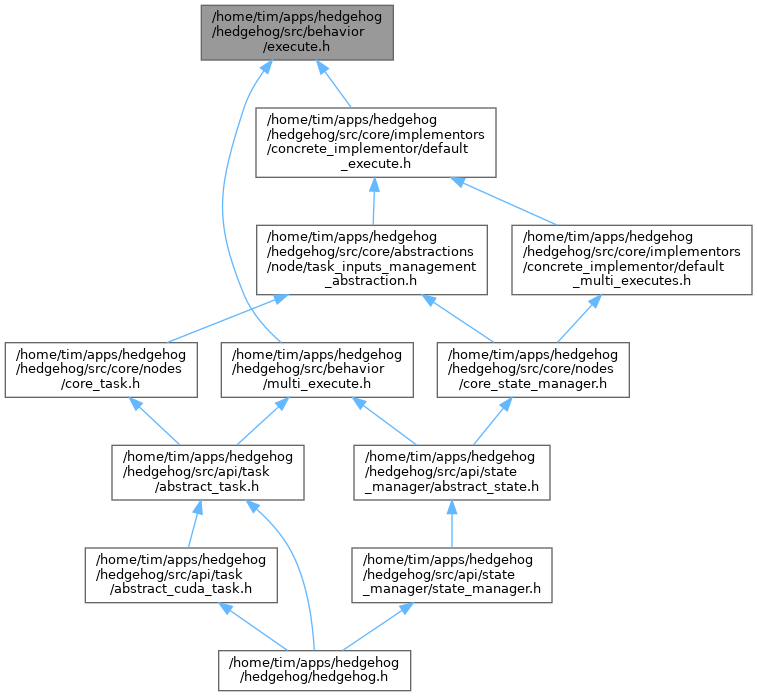 /home/tim/apps/hedgehog
/hedgehog/src/behavior
/execute.h
/home/tim/apps/hedgehog
/hedgehog/src/core/implementors
/concrete_implementor/default
_execute.h
/home/tim/apps/hedgehog
/hedgehog/src/core/abstractions
/node/task_inputs_management
_abstraction.h
/home/tim/apps/hedgehog
/hedgehog/src/core/implementors
/concrete_implementor/default
_multi_executes.h
/home/tim/apps/hedgehog
/hedgehog/src/core/nodes
/core_task.h
/home/tim/apps/hedgehog
/hedgehog/src/behavior
/multi_execute.h
/home/tim/apps/hedgehog
/hedgehog/src/core/nodes
/core_state_manager.h
/home/tim/apps/hedgehog
/hedgehog/src/api/task
/abstract_task.h
/home/tim/apps/hedgehog
/hedgehog/src/api/state
_manager/abstract_state.h
/home/tim/apps/hedgehog
/hedgehog/src/api/task
/abstract_cuda_task.h
/home/tim/apps/hedgehog
/hedgehog/src/api/state
_manager/state_manager.h
/home/tim/apps/hedgehog
/hedgehog/hedgehog.h